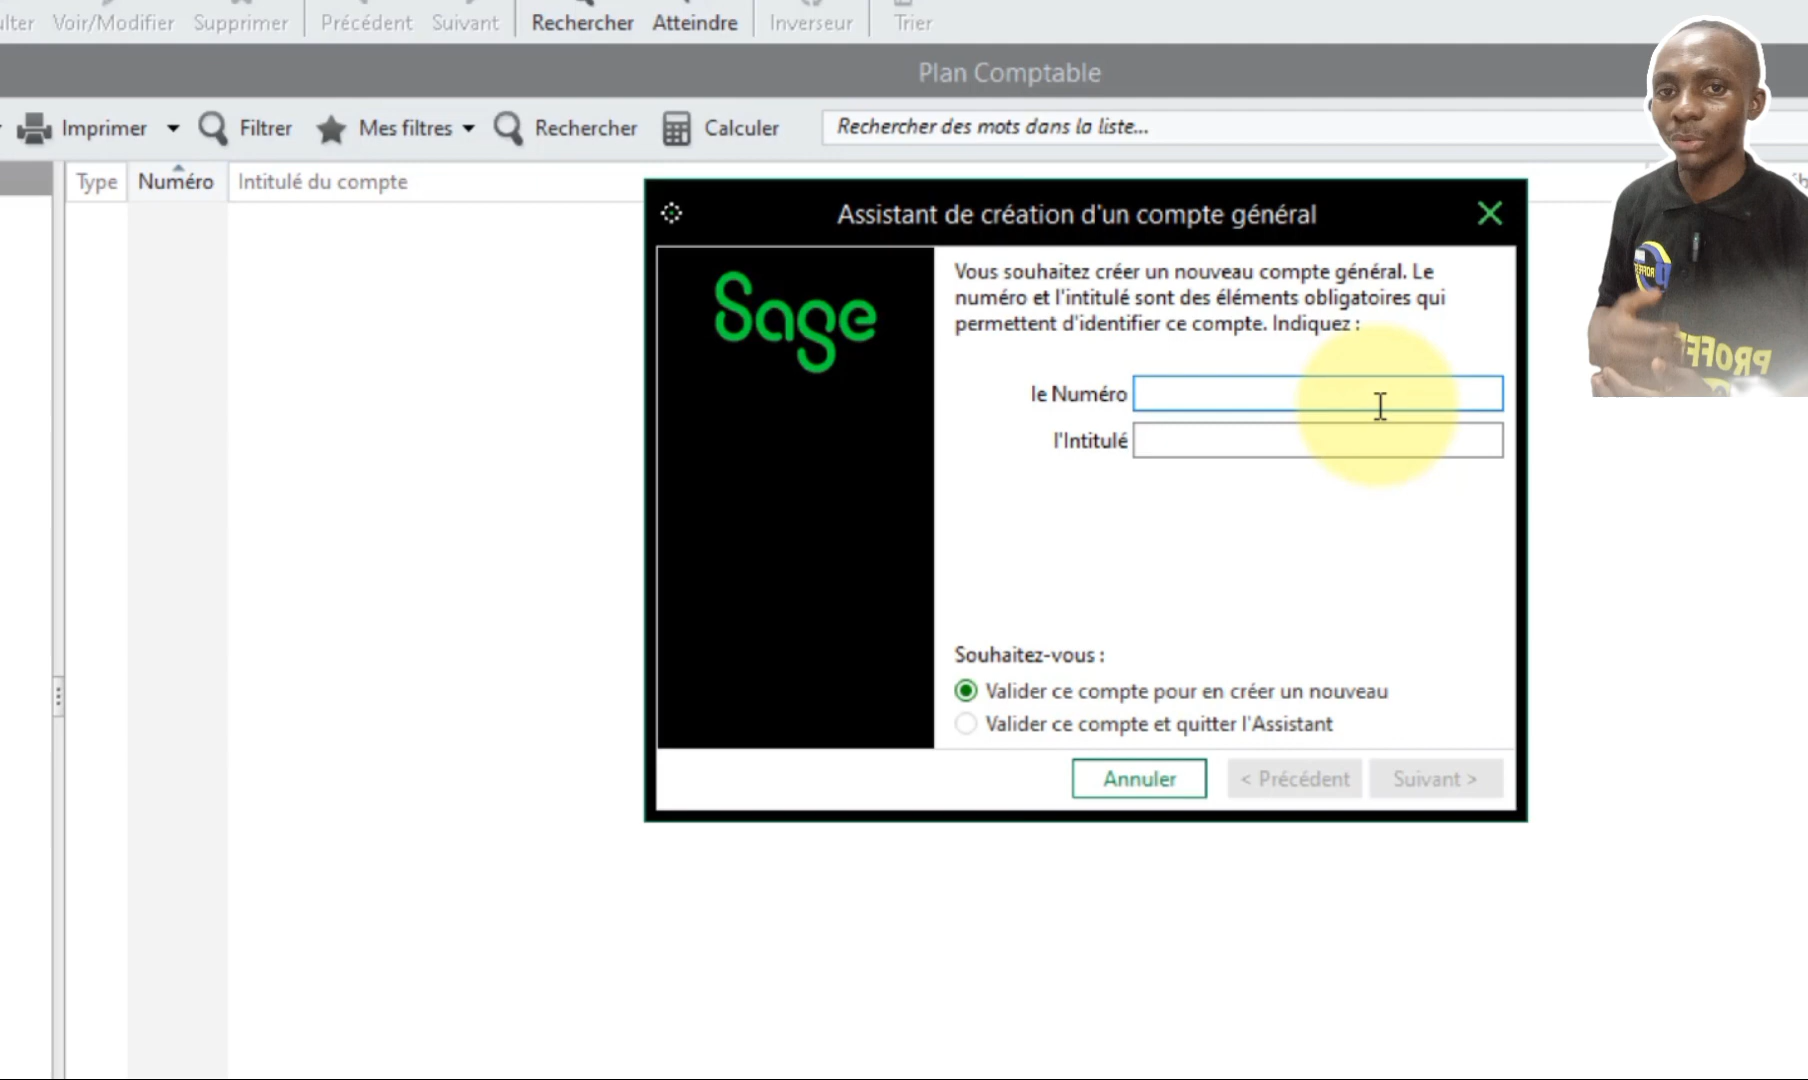 Voir/Modifier Supprimer Précédent Suivant Rechercher Atteindre Inverseur Trier
Plan Comptable
Imprimer Filtrer Mes filtres Rechercher Calculer Rechercher des mots dans la liste...
Type Numéro Intitulé du compte
Assistant de création d'un compte général
Sage
Vous souhaitez créer un nouveau compte général. Le
numéro et l'intitulé sont des éléments obligatoires qui
permettent d'identifier ce compte. Indiquez :
le Numéro
l'Intitulé
Souhaitez-vous :
Valider ce compte pour en créer un nouveau
Valider ce compte et quitter l'Assistant
Annuler < Précédent Suivant >